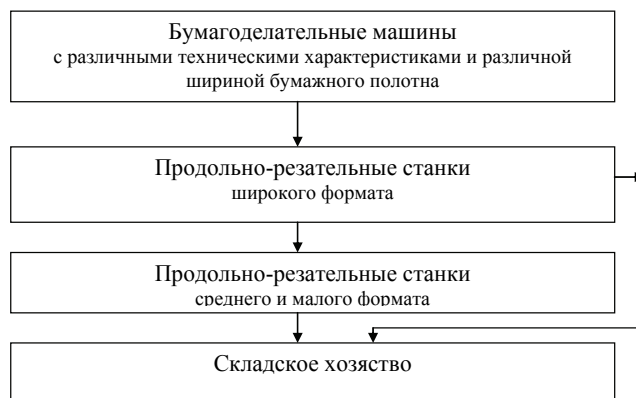 Бумагоделательные машины
с различными техническими характеристиками и различной
шириной бумажного полотна
Продольно-резательные станки
широкого формата
Продольно-резательные станки
среднего и малого формата
Складское хозяство